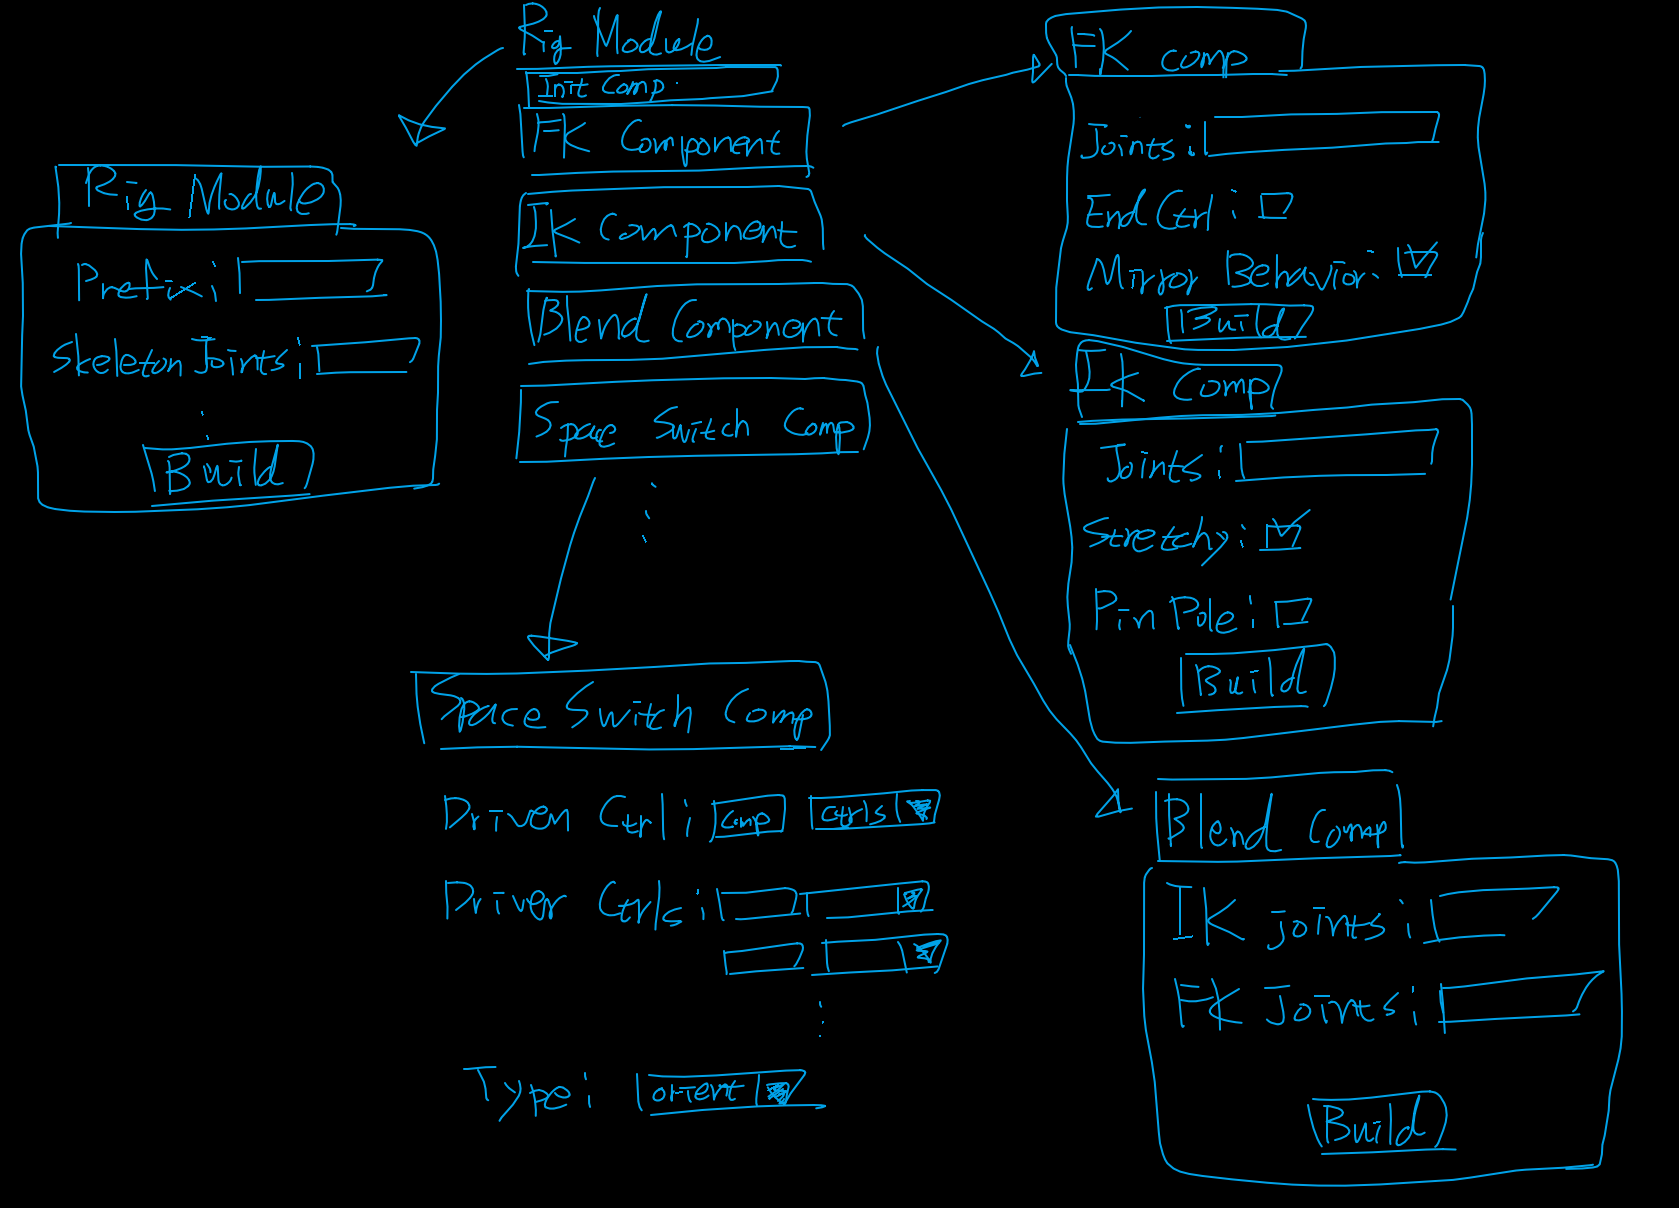 Rig Module
Init Comp.
FK Component
IK Component
Blend Component
Space Switch Comp
Rig Module
Prefix:
Skeleton Joints:
Build
FK comp
Joints:
End Ctrl:
Mirror Behavior:
Build
IK Comp
Joints:
Stretchy:
Pin Pole:
Build
Space Switch Comp
Driven Ctrl: Comp Ctrls
Driver Ctrls:
Type: orient
Blend Comp
IK joints:
FK Joints:
Build